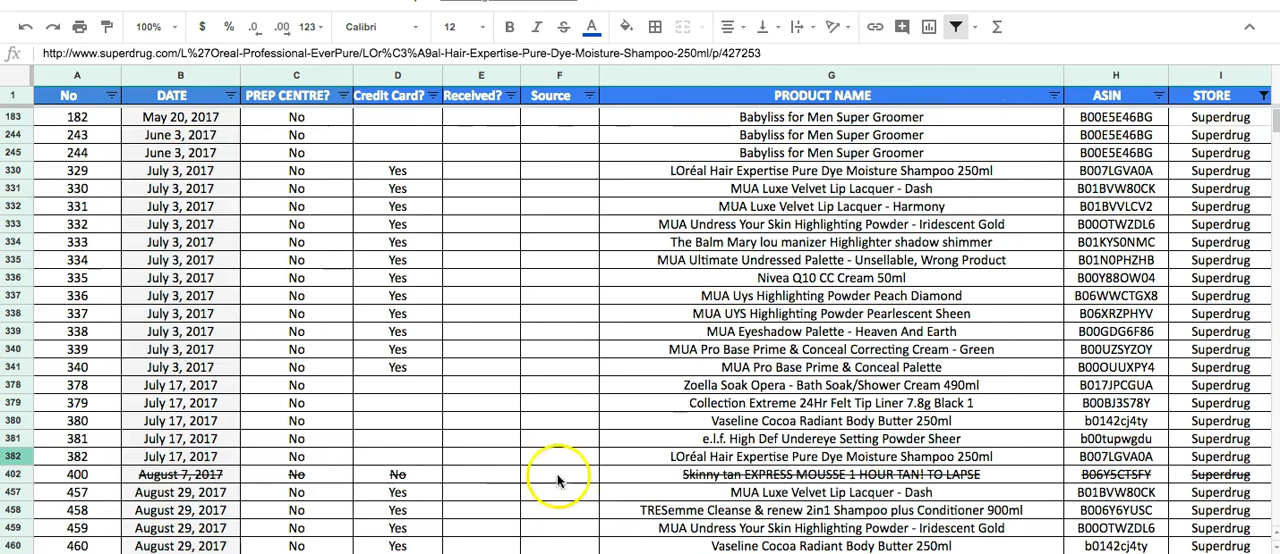 100% $ % .0 .00 123 Calibri 12 B I S A
fx http://www.superdrug.com/L%27Oreal-Professional-EverPure/LOr%C3%A9al-Hair-Expertise-Pure-Dye-Moisture-Shampoo-250ml/p/427253
A B C D E F G H I
1 No DATE PREP CENTRE? Credit Card? Received? Source PRODUCT NAME ASIN STORE
183 182 May 20, 2017 No Babyliss for Men Super Groomer B00E5E46BG Superdrug
244 243 June 3, 2017 No Babyliss for Men Super Groomer B00E5E46BG Superdrug
245 244 June 3, 2017 No Babyliss for Men Super Groomer B00E5E46BG Superdrug
330 329 July 3, 2017 No Yes LOréal Hair Expertise Pure Dye Moisture Shampoo 250ml B007LGVA0A Superdrug
331 330 July 3, 2017 No Yes MUA Luxe Velvet Lip Lacquer - Dash B01BVW80CK Superdrug
332 331 July 3, 2017 No Yes MUA Luxe Velvet Lip Lacquer - Harmony B01BVVLCV2 Superdrug
333 332 July 3, 2017 No Yes MUA Undress Your Skin Highlighting Powder - Iridescent Gold B00OTWZDL6 Superdrug
334 333 July 3, 2017 No Yes The Balm Mary lou manizer Highlighter shadow shimmer B01KYS0NMC Superdrug
335 334 July 3, 2017 No Yes MUA Ultimate Undressed Palette - Unsellable, Wrong Product B01N0PHZHB Superdrug
336 335 July 3, 2017 No Yes Nivea Q10 CC Cream 50ml B00Y88OW04 Superdrug
337 336 July 3, 2017 No Yes MUA Uys Highlighting Powder Peach Diamond B06WWCTGX8 Superdrug
338 337 July 3, 2017 No Yes MUA UYS Highlighting Powder Pearlescent Sheen B06XRZPHYV Superdrug
339 338 July 3, 2017 No Yes MUA Eyeshadow Palette - Heaven And Earth B00GDG6F86 Superdrug
340 339 July 3, 2017 No Yes MUA Pro Base Prime & Conceal Correcting Cream - Green B00UZSYZOY Superdrug
341 340 July 3, 2017 No Yes MUA Pro Base Prime & Conceal Palette B00OUUXPY4 Superdrug
378 378 July 17, 2017 No Zoella Soak Opera - Bath Soak/Shower Cream 490ml B017JPCGUA Superdrug
379 379 July 17, 2017 No Collection Extreme 24Hr Felt Tip Liner 7.8g Black 1 B00BJ3S78Y Superdrug
380 380 July 17, 2017 No Vaseline Cocoa Radiant Body Butter 250ml b0142cj4ty Superdrug
381 381 July 17, 2017 No e.l.f. High Def Undereye Setting Powder Sheer b00tupwgdu Superdrug
382 382 July 17, 2017 No LOréal Hair Expertise Pure Dye Moisture Shampoo 250ml B007LGVA0A Superdrug
402 400 August 7, 2017 No No Skinny tan EXPRESS MOUSSE 1 HOUR TAN! TO LAPSE B06Y5CTSFY Superdrug
457 457 August 29, 2017 No Yes MUA Luxe Velvet Lip Lacquer - Dash B01BVW80CK Superdrug
458 458 August 29, 2017 No Yes TRESemme Cleanse & renew 2in1 Shampoo plus Conditioner 900ml B006Y6YUSC Superdrug
459 459 August 29, 2017 No Yes MUA Undress Your Skin Highlighting Powder - Iridescent Gold B00OTWZDL6 Superdrug
460 460 August 29, 2017 No Yes Vaseline Cocoa Radiant Body Butter 250ml B0142CJ4TY Superdrug